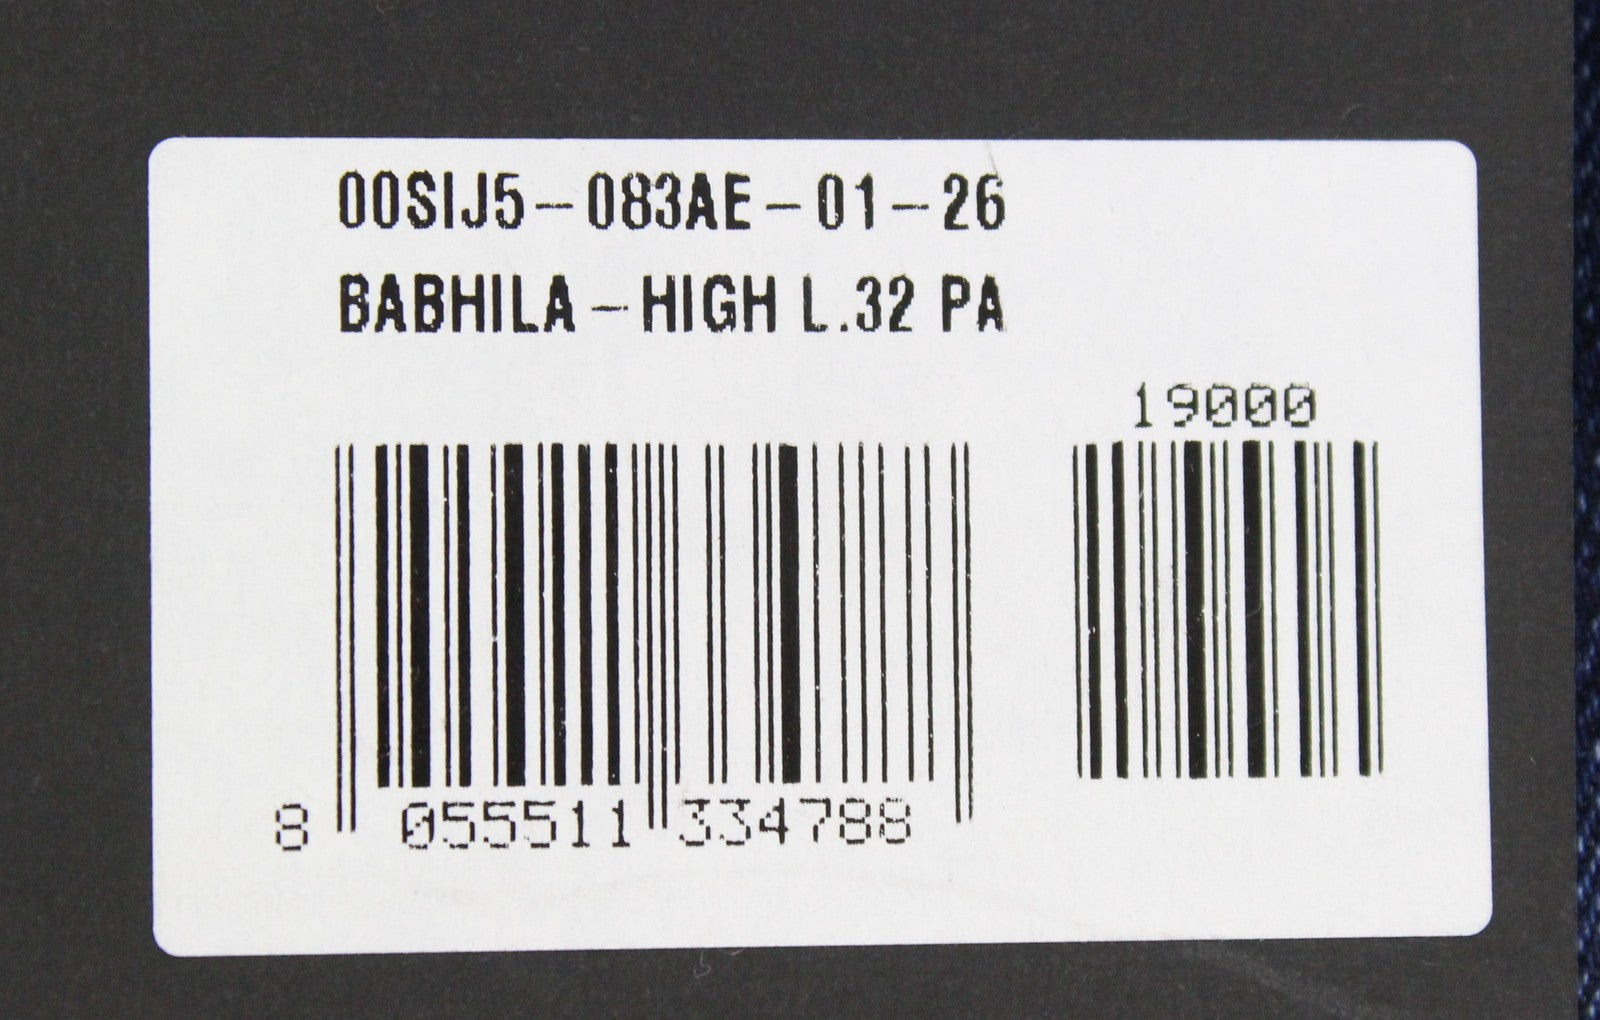 00SIJ5-083AE-01-26
BABHILA-HIGH L.32 PA
19000
8 055511 334788